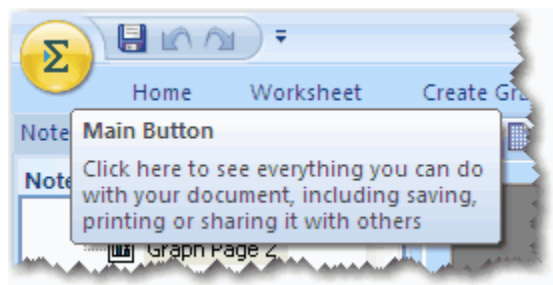 Σ
Home Worksheet Create Gra
Note
Main Button
Click here to see everything you can do
with your document, including saving,
printing or sharing it with others
Note
Graph Page 2